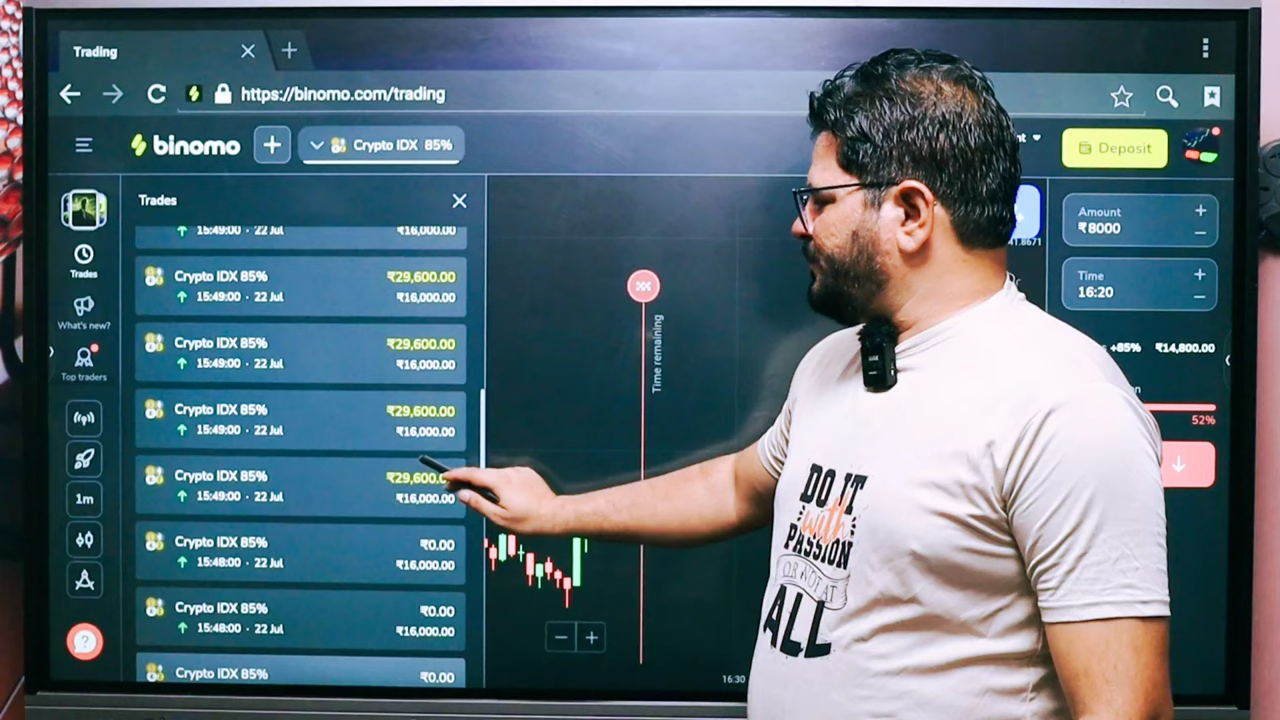 Trading
https://binomo.com/trading
binomo
Crypto IDX 85%
Deposit
Trades
Trades
What's new?
Top traders
1m
15:49:00 · 22 Jul
₹16,000.00
Crypto IDX 85%
₹29,600.00
15:49:00 · 22 Jul
₹16,000.00
Crypto IDX 85%
₹29,600.00
15:49:00 · 22 Jul
₹16,000.00
Crypto IDX 85%
₹29,600.00
15:49:00 · 22 Jul
₹16,000.00
Crypto IDX 85%
₹29,600.0
15:49:00 · 22 Jul
₹16,000.00
Crypto IDX 85%
₹0.00
15:48:00 · 22 Jul
₹16,000.00
Crypto IDX 85%
₹0.00
15:48:00 · 22 Jul
₹16,000.00
Crypto IDX 85%
₹0.00
Time remaining
16:30
41.8671
Amount
₹8000
Time
16:20
+85%
₹14,800.00
52%
DO IT
with
PASSION
OR NOT AT
ALL